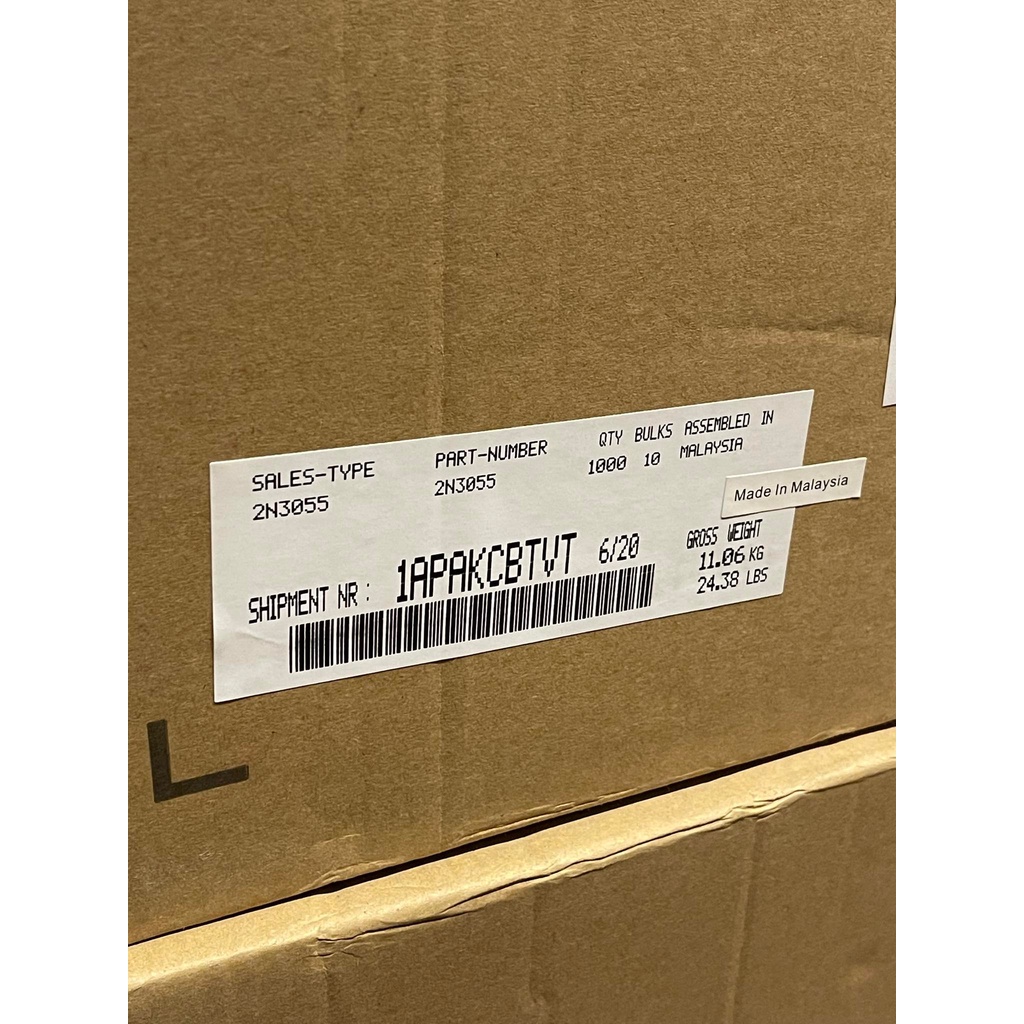 SALES-TYPE PART-NUMBER QTY BULKS ASSEMBLED IN
2N3055 2N3055 1000 10 MALAYSIA
Made In Malaysia
SHIPMENT NR : 1APAKCBTVT 6/20 GROSS WEIGHT
11.06 KG
24.38 LBS